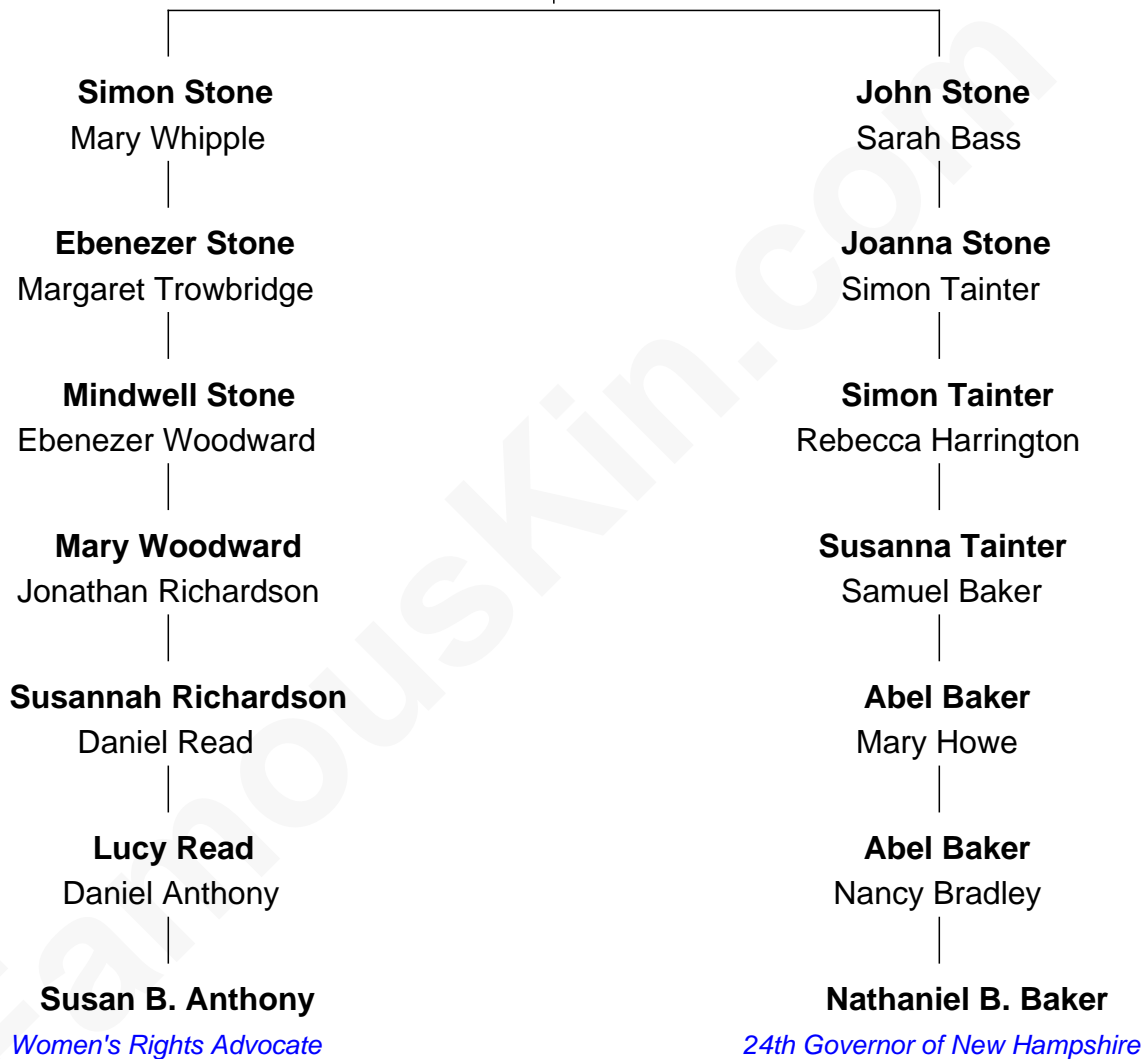 Simon Stone
Mary Whipple
John Stone
Sarah Bass
Ebenezer Stone
Margaret Trowbridge
Joanna Stone
Simon Tainter
Mindwell Stone
Ebenezer Woodward
Simon Tainter
Rebecca Harrington
Mary Woodward
Jonathan Richardson
Susanna Tainter
Samuel Baker
Susannah Richardson
Daniel Read
Abel Baker
Mary Howe
Lucy Read
Daniel Anthony
Abel Baker
Nancy Bradley
Susan B. Anthony
Women's Rights Advocate
Nathaniel B. Baker
24th Governor of New Hampshire
FamousKin.com